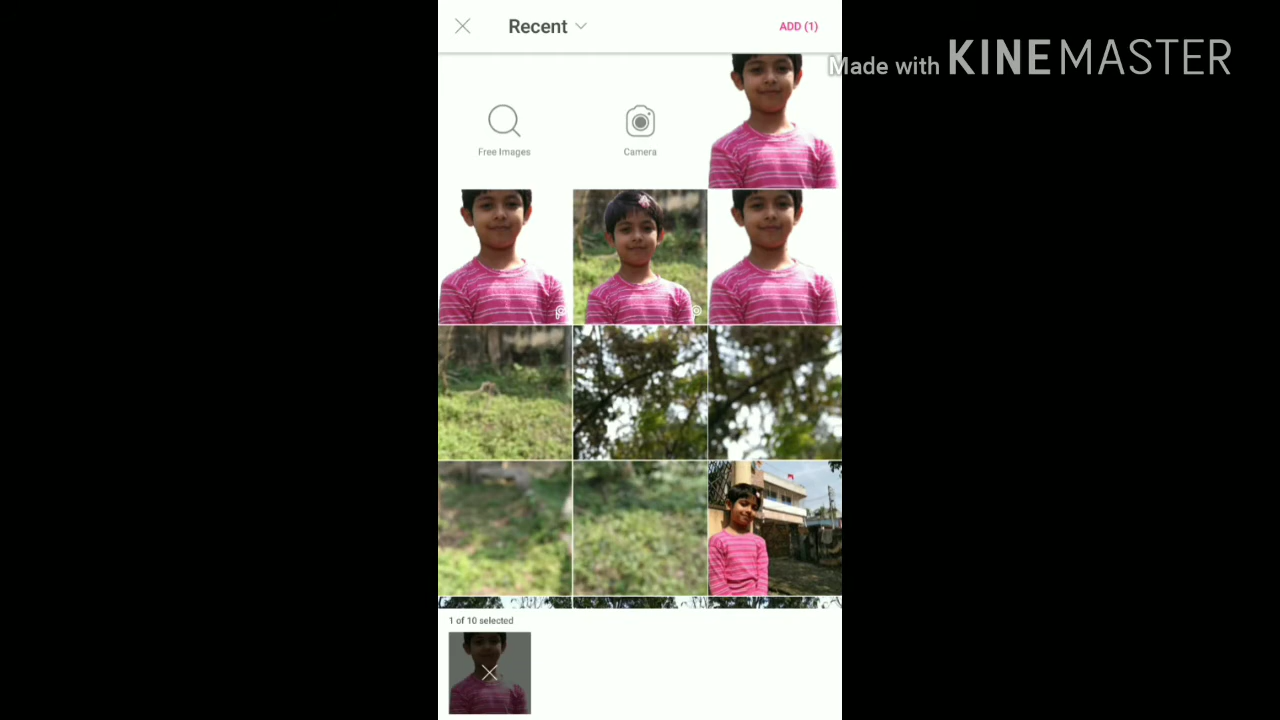 Recent
ADD (1)
Made with KINEMASTER
Free Images
Camera
1 of 10 selected